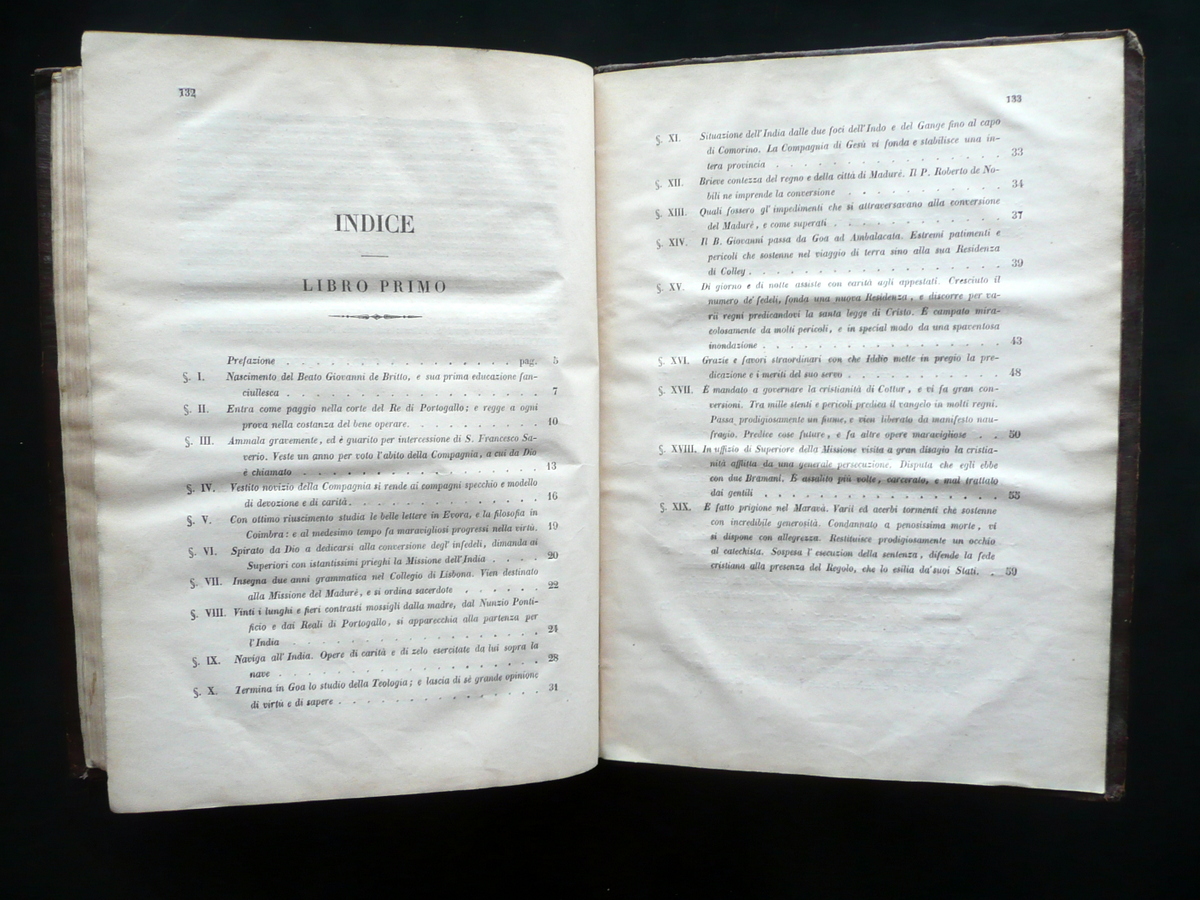 132
INDICE
LIBRO PRIMO
Prefazione . . . . . . . . . . . . . . . . pag. 5
§. I. Nascimento del Beato Giovanni de Britto, e sua prima educazione fan-
ciullesca . . . . . . . . . . . . . . . . 7
§. II. Entra come paggio nella corte del Re di Portogallo: e regge a ogni
prova nella costanza del bene operare. . . . . . . . 10
§. III. Ammala gravemente, ed è guarito per intercessione di S. Francesco Sa-
verio. Veste un anno per voto l'abito della Compagnia, a cui da Dio
è chiamato . . . . . . . . . . . . . . . 13
§. IV. Vestito novizio della Compagnia si rende ai compagni specchio e modello
di devozione e di carità. . . . . . . . . . . . 16
§. V. Con ottimo riuscimento studia le belle lettere in Evora, e la filosofia in
Coimbra: e al medesimo tempo fa maravigliosi progressi nella virtù. 19
§. VI. Spirato da Dio a dedicarsi alla conversione degl' infedeli, dimanda ai
Superiori con istantissimi prieghi la Missione dell'India . . . . 20
§. VII. Insegna due anni grammatica nel Collegio di Lisbona. Vien destinato
alla Missione del Madurè, e si ordina sacerdote . . . . . 22
§. VIII. Vinti i lunghi e fieri contrasti mossigli dalla madre, dal Nunzio Ponti-
ficio e dai Reali di Portogallo, si apparecchia alla partenza per
l'India . . . . . . . . . . . . . . . . 24
§. IX. Naviga all'India. Opere di carità e di zelo esercitate da lui sopra la
nave . . . . . . . . . . . . . . . . . 28
§. X. Termina in Goa lo studio della Teologia; e lascia di sè grande opinione
di virtù e di sapere . . . . . . . . . . . . . 31
133
§. XI. Situazione dell'India dalle due foci dell'Indo e del Gange fino al capo
di Comorino. La Compagnia di Gesù vi fonda e stabilisce una in-
tera provincia . . . . . . . . . . . . . . 33
§. XII. Brieve contezza del regno e della città di Madurè. Il P. Roberto de No-
bili ne imprende la conversione . . . . . . . . . 34
§. XIII. Quali fossero gl' impedimenti che si attraversavano alla conversione
del Madurè, e come superati . . . . . . . . . . 37
§. XIV. Il B. Giovanni passa da Goa ad Ambalacata. Estremi patimenti e
pericoli che sostenne nel viaggio di terra sino alla sua Residenza
di Colley . . . . . . . . . . . . . . . 39
§. XV. Di giorno e di notte assiste con carità agli appestati. Cresciuto il
numero de' fedeli, fonda una nuova Residenza, e discorre per va-
rii regni predicandovi la santa legge di Cristo. È campato mira-
colosamente da molti pericoli, e in special modo da una spaventosa
inondazione . . . . . . . . . . . . . . 43
§. XVI. Grazie e favori straordinari con che Iddio mette in pregio la pre-
dicazione e i meriti del suo servo . . . . . . . . 48
§. XVII. È mandato a governare la cristianità di Cottur, e vi fa gran con-
versioni. Tra mille stenti e pericoli predica il vangelo in molti regni.
Passa prodigiosamente un fiume, e vien liberato da manifesto nau-
fragio. Predice cose future, e fa altre opere maravigliose . . 50
§. XVIII. In uffizio di Superiore della Missione visita a gran disagio la cristia-
nità afflitta da una generale persecuzione. Disputa che egli ebbe
con due Bramani. È assalito più volte, carcerato, e mal trattato
dai gentili . . . . . . . . . . . . . . 55
§. XIX. È fatto prigione nel Maravà. Varii ed acerbi tormenti che sostenne
con incredibile generosità. Condannato a penosissima morte, vi
si dispone con allegrezza. Restituisce prodigiosamente un occhio
al catechista. Sospesa l' esecuzion della sentenza, difende la fede
cristiana alla presenza del Regolo, che lo esilia da'suoi Stati. . 59